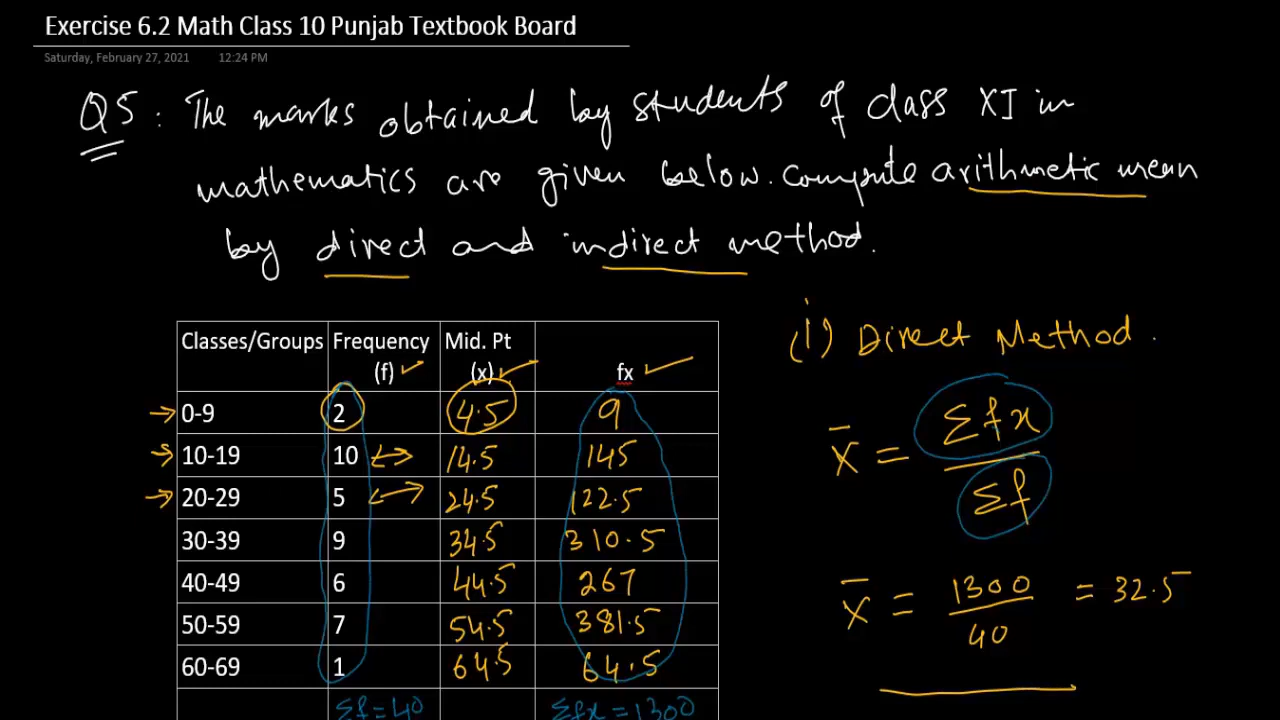 Exercise 6.2 Math Class 10 Punjab Textbook Board
Saturday, February 27, 2021 12:24 PM
Q5 : The marks obtained by students of class XI in
mathematics are given below. Compute arithmetic mean
by direct and indirect method.
Classes/Groups Frequency (f) Mid. Pt (x) fx
0-9 2 4.5 9
10-19 10 14.5 145
20-29 5 24.5 122.5
30-39 9 34.5 310.5
40-49 6 44.5 267
50-59 7 54.5 381.5
60-69 1 64.5 64.5
Σf = 40 Σfx = 1300
(i) Direct Method.
X̄ = Σfx / Σf
X̄ = 1300 / 40 = 32.5